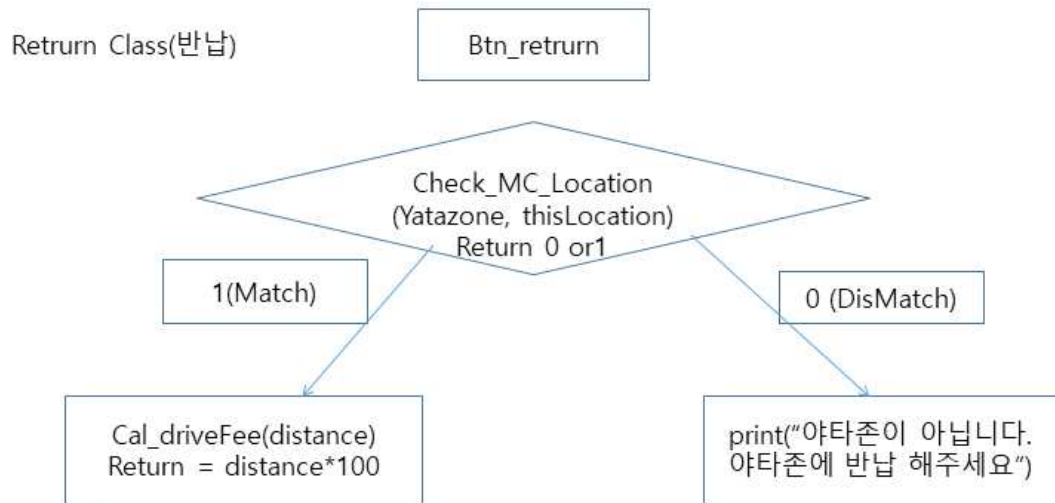 Retrurn Class(반납)
Btn_retrurn
Check_MC_Location
(Yatazone, thisLocation)
Return 0 or1
1(Match)
0 (DisMatch)
Cal_driveFee(distance)
Return = distance*100
print(“야타존이 아닙니다.
야타존에 반납 해주세요”)